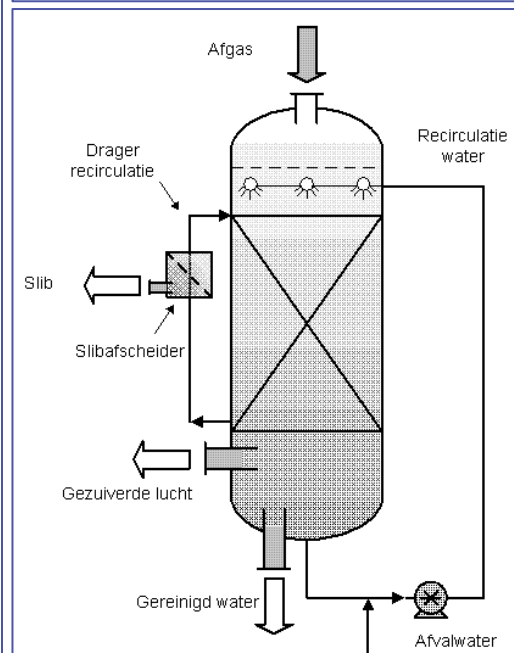 Afgas
Recirculatie
water
Drager
recirculatie
Slib
Slibafscheider
Gezuiverde lucht
Gereinigd water
Afvalwater